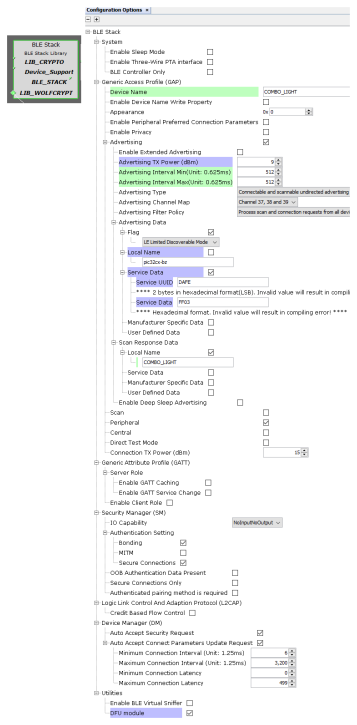 Configuration Options ×
BLE Stack
BLE Stack Library
LIB_CRYPTO
Device_Support
BLE_STACK
LIB_WOLFCRYPT
BLE Stack
System
Enable Sleep Mode
Enable Three-Wire PTA interface
BLE Controller Only
Generic Access Profile (GAP)
Device Name COMBO_LIGHT
Enable Device Name Write Property
Appearance 0x 0
Enable Peripheral Preferred Connection Parameters
Enable Privacy
Advertising
Enable Extended Advertising
Advertising TX Power (dBm) 9
Advertising Interval Min(Unit: 0.625ms) 512
Advertising Interval Max(Unit: 0.625ms) 512
Advertising Type Connectable and scannable undirected advertising
Advertising Channel Map Channel 37, 38 and 39
Advertising Filter Policy Process scan and connection requests from all devi
Advertising Data
Flag
LE Limited Discoverable Mode
Local Name
pic32cx-bz
Service Data
Service UUID DAFE
**** 2 bytes in hexadecimal format(LSB). Invalid value will result in compili
Service Data FF03
**** Hexadecimal format. Invalid value will result in compiling error! ****
Manufacturer Specific Data
User Defined Data
Scan Response Data
Local Name
COMBO_LIGHT
Service Data
Manufacturer Specific Data
User Defined Data
Enable Deep Sleep Advertising
Scan
Peripheral
Central
Direct Test Mode
Connection TX Power (dBm) 15
Generic Attribute Profile (GATT)
Server Role
Enable GATT Caching
Enable GATT Service Change
Enable Client Role
Security Manager (SM)
IO Capability NoInputNoOutput
Authentication Setting
Bonding
MITM
Secure Connections
OOB Authentication Data Present
Secure Connections Only
Authenticated pairing method is required
Logic Link Control And Adaption Protocol (L2CAP)
Credit Based Flow Control
Device Manager (DM)
Auto Accept Security Request
Auto Accept Connect Parameters Update Request
Minimum Connection Interval (Unit: 1.25ms) 6
Maximum Connection Interval (Unit: 1.25ms) 3,200
Minimum Connection Latency 0
Maximum Connection Latency 499
Utilities
Enable BLE Virtual Sniffer
DFU module